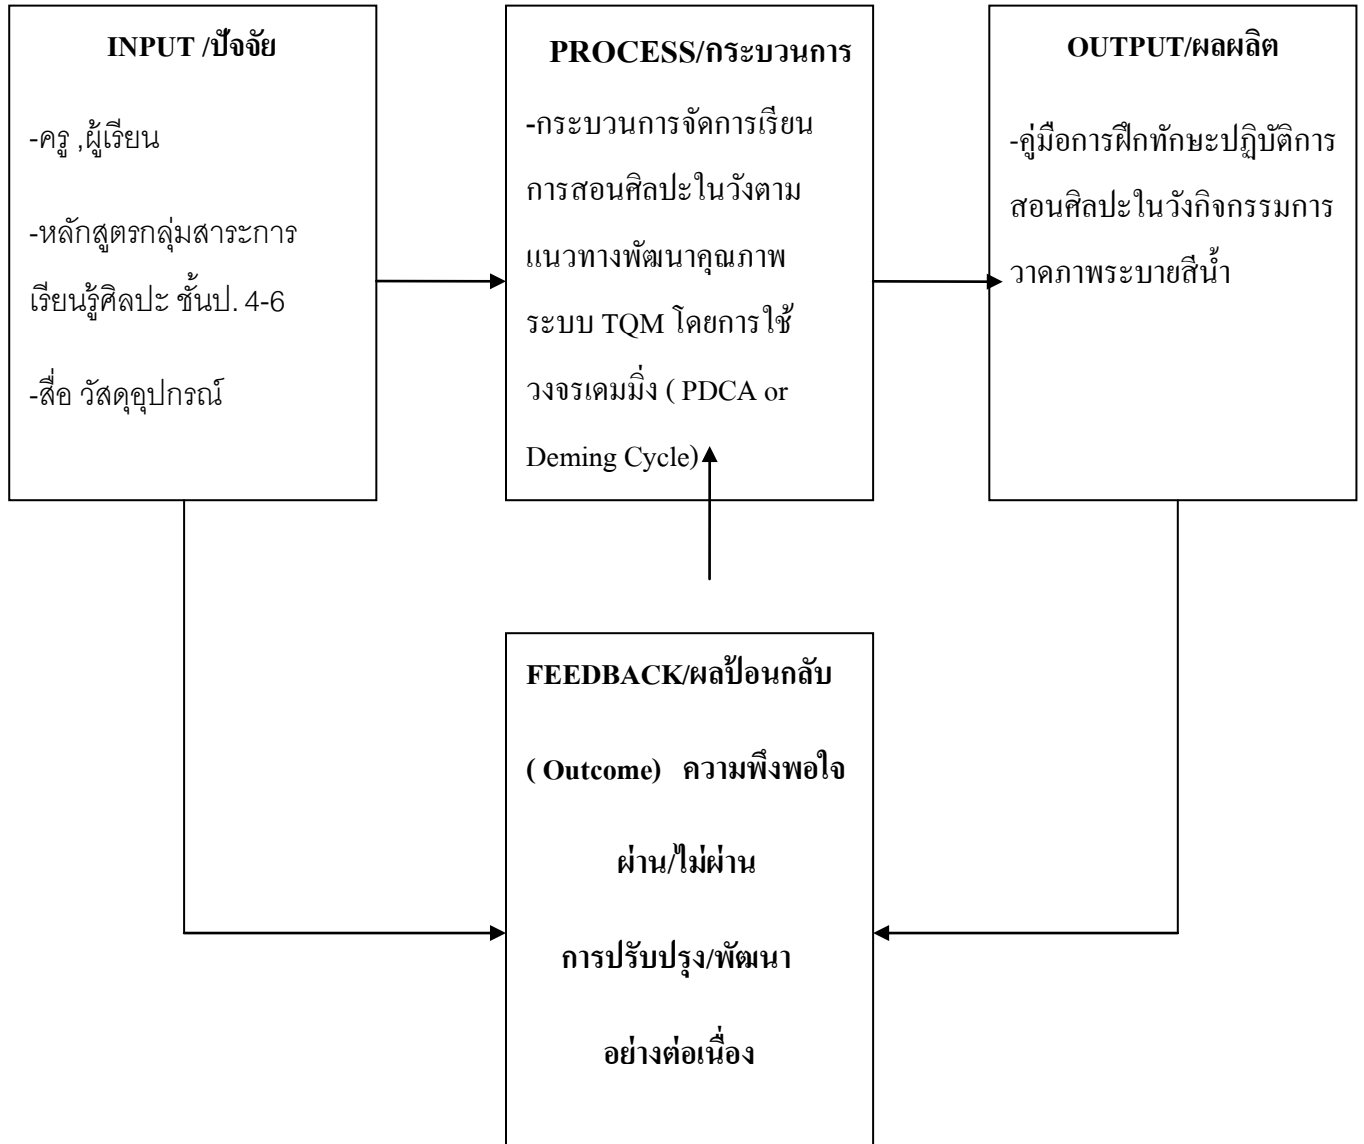 INPUT /ปัจจัย
-ครู ,ผู้เรียน
-หลักสูตรกลุ่มสาระการ
เรียนรู้ศิลปะ ชั้นป. 4-6
-สื่อ วัสดุอุปกรณ์
PROCESS/กระบวนการ
-กระบวนการจัดการเรียน
การสอนศิลปะในวังตาม
แนวทางพัฒนาคุณภาพ
ระบบ TQM โดยการใช้
วงจรเดมมิ่ง ( PDCA or
Deming Cycle)
OUTPUT/ผลผลิต
-คู่มือการฝึกทักษะปฏิบัติการ
สอนศิลปะในวังกิจกรรมการ
วาดภาพระบายสีน้ำ
FEEDBACK/ผลป้อนกลับ
( Outcome) ความพึงพอใจ
ผ่าน/ไม่ผ่าน
การปรับปรุง/พัฒนา
อย่างต่อเนื่อง